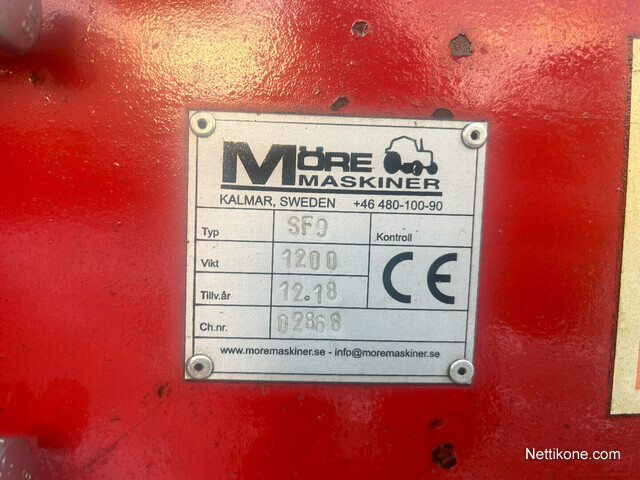 MÖRE
MASKINER
KALMAR, SWEDEN +46 480-100-90
Typ SF9 Kontroll
Vikt 1200 CE
Tillv.år 12.18
Ch.nr. 02868
www.moremaskiner.se - info@moremaskiner.se
Nettikone.com